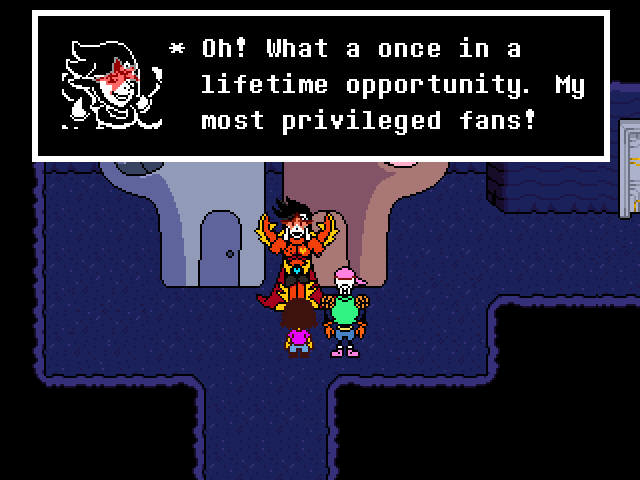 * Oh! What a once in a
lifetime opportunity. My
most privileged fans!